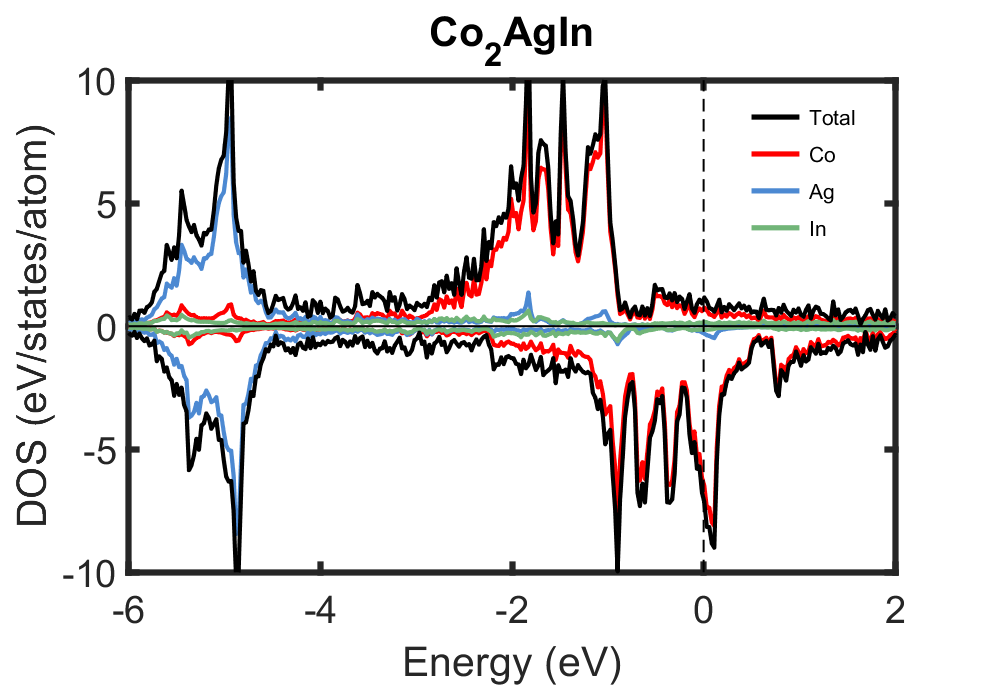 Co2AgIn
10
5
0
-5
-10
DOS (eV/states/atom)
-6
-4
-2
0
2
Energy (eV)
Total
Co
Ag
In